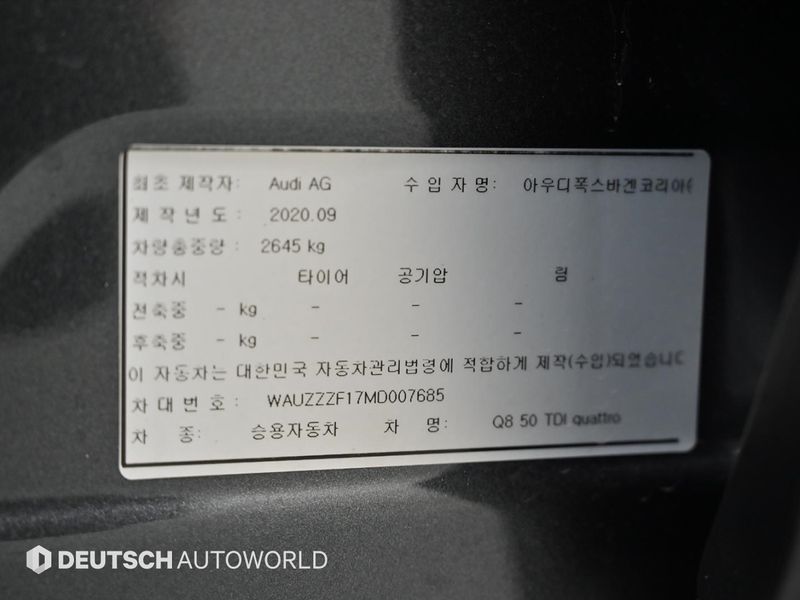 최초 제작자: Audi AG 수 입 자 명: 아우디폭스바겐코리아(
제 작 년 도 : 2020.09
차량총중량 : 2645 kg
적차시 타이어 공기압 림
전축중 - kg - - -
후축중 - kg - - -
이 자동차는 대한민국 자동차관리법령에 적합하게 제작(수입)되었습니다
차 대 번 호 : WAUZZZF17MD007685
차 종: 승용자동차 차 명: Q8 50 TDI quattro
DEUTSCH AUTOWORLD